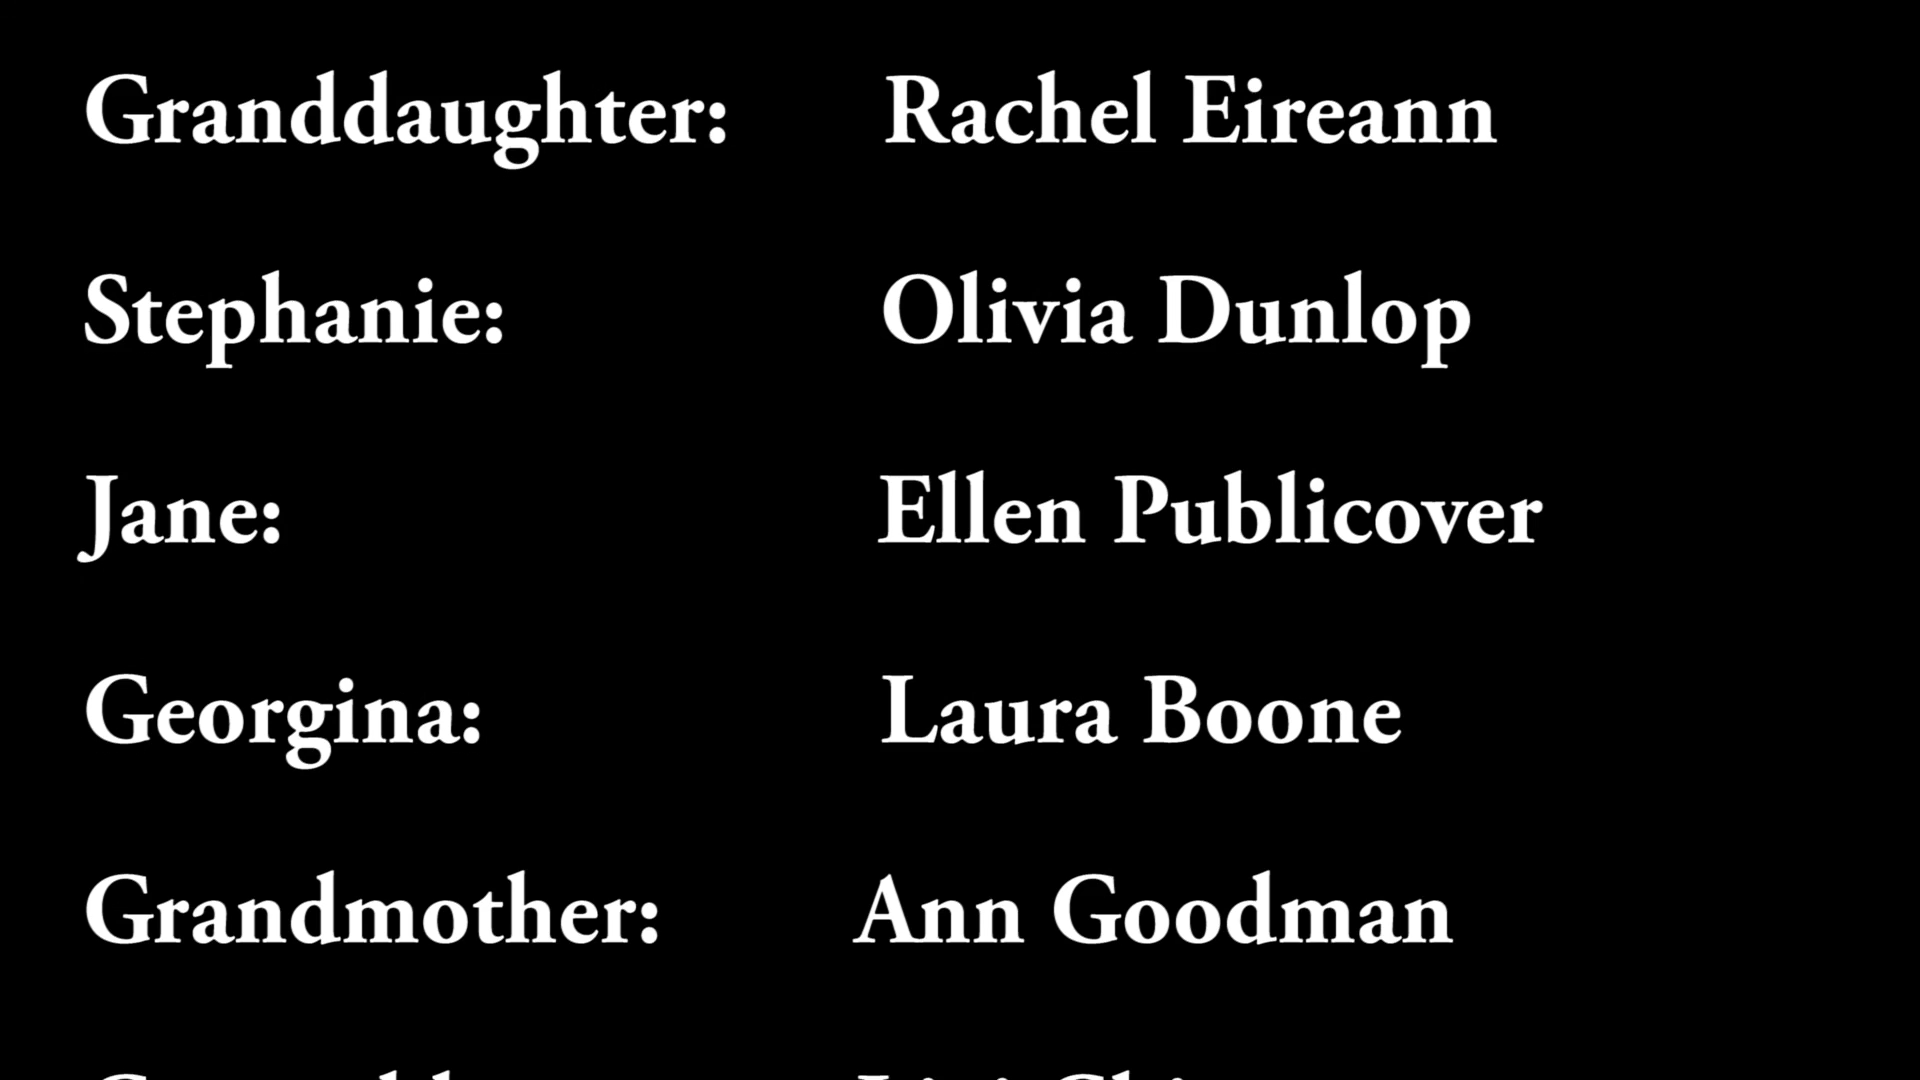 Granddaughter: Rachel Eireann
Stephanie: Olivia Dunlop
Jane: Ellen Publicover
Georgina: Laura Boone
Grandmother: Ann Goodman